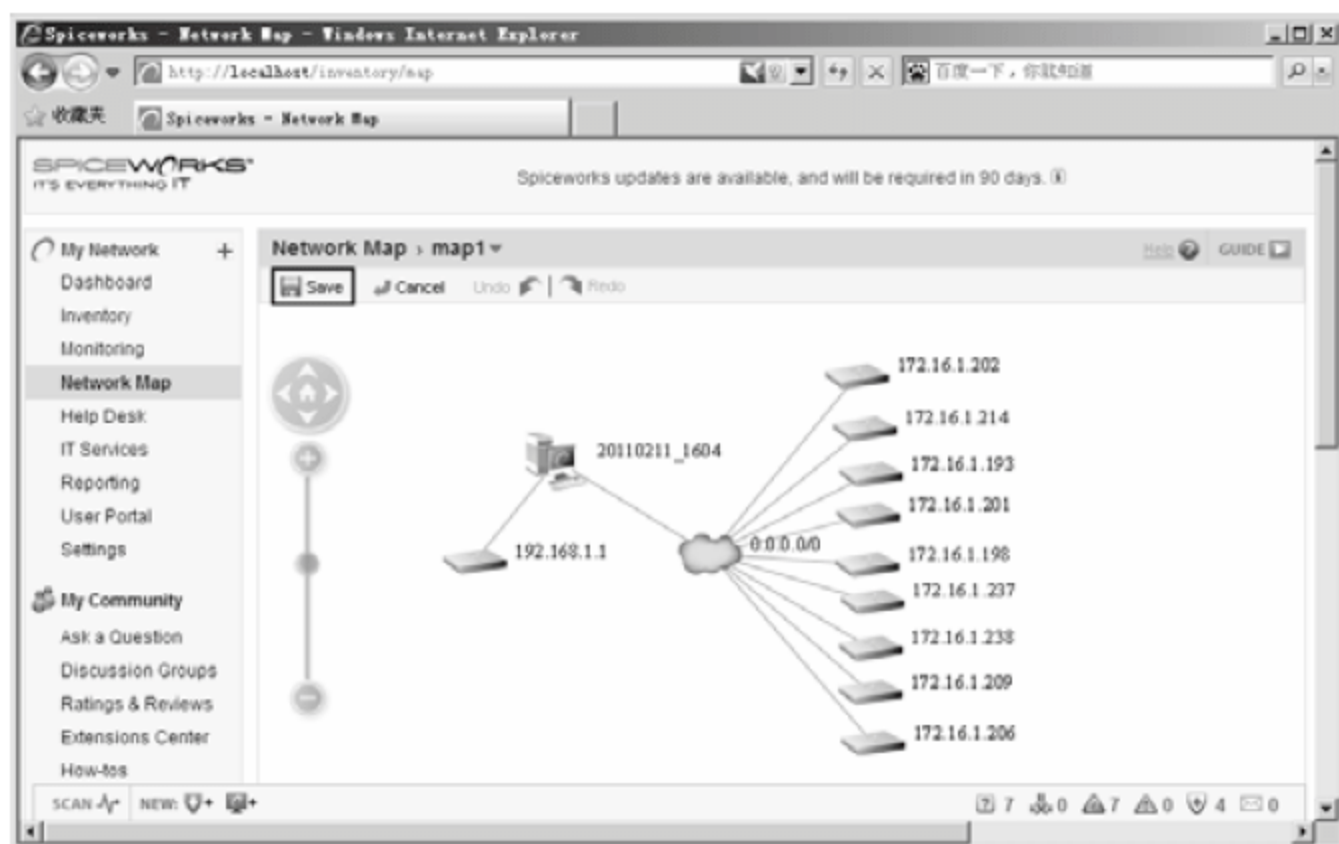 Spiceworks - Network Map - Windows Internet Explorer
http://localhost/inventory/map
百度一下，你就知道
收藏夹
Spiceworks - Network Map
SPICEWORKS
IT'S EVERYTHING IT
Spiceworks updates are available, and will be required in 90 days.
My Network +
Dashboard
Inventory
Monitoring
Network Map
Help Desk
IT Services
Reporting
User Portal
Settings
My Community
Ask a Question
Discussion Groups
Ratings & Reviews
Extensions Center
How-tos
Network Map › map1
Help
GUIDE
Save
Cancel
Undo
Redo
172.16.1.202
172.16.1.214
20110211_1604
172.16.1.193
172.16.1.201
192.168.1.1
0.0.0.0/0
172.16.1.198
172.16.1.237
172.16.1.238
172.16.1.209
172.16.1.206
SCAN
NEW:
7 0 7 0 4 0